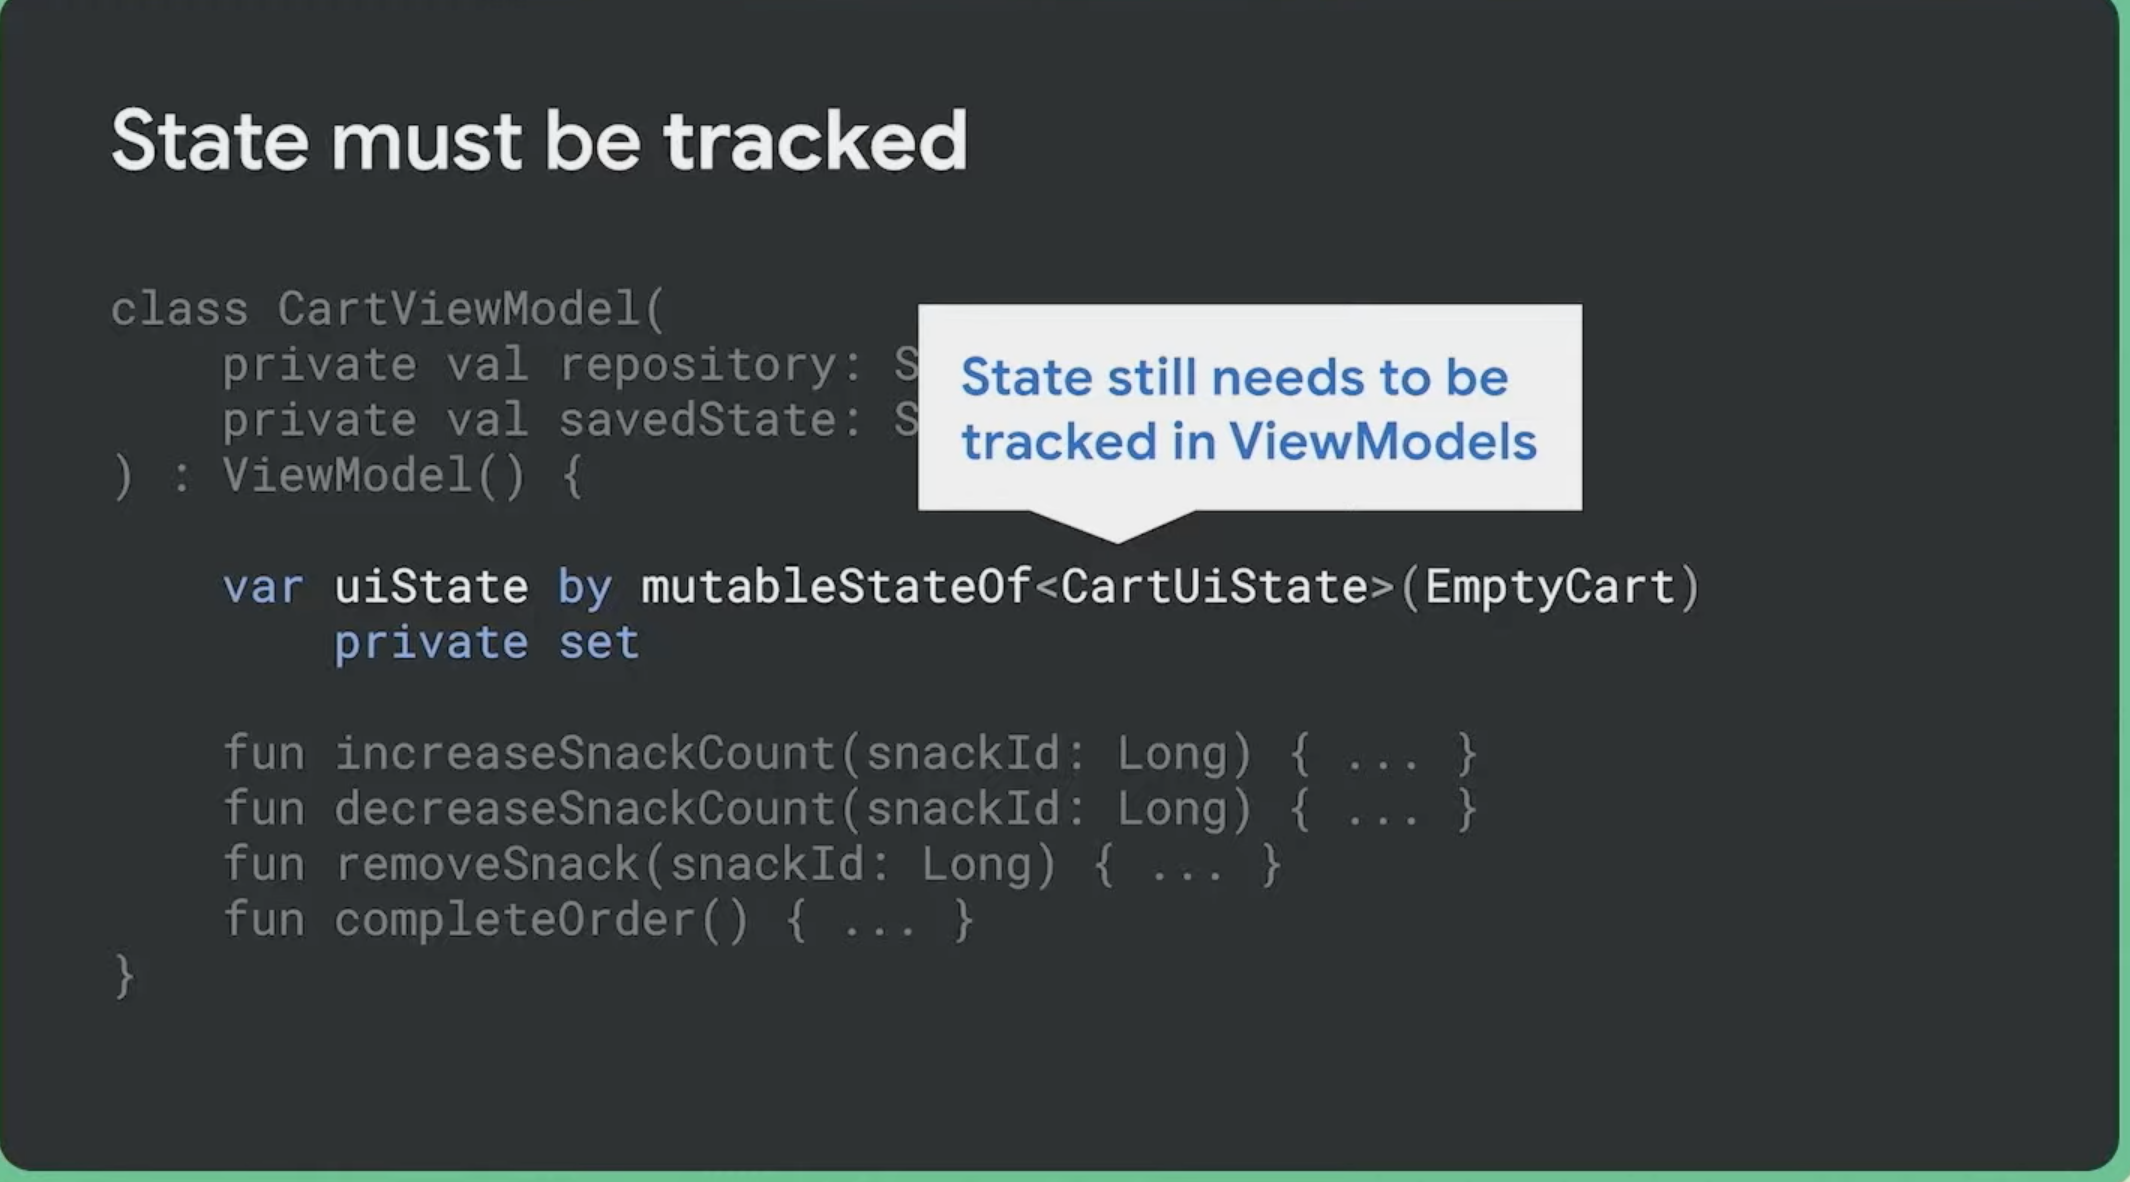 State must be tracked
class CartViewModel(
private val repository: S
private val savedState: S
) : ViewModel() {
State still needs to be
tracked in ViewModels
var uiState by mutableStateOf<CartUiState>(EmptyCart)
private set
fun increaseSnackCount(snackId: Long) { ... }
fun decreaseSnackCount(snackId: Long) { ... }
fun removeSnack(snackId: Long) { ... }
fun completeOrder() { ... }
}